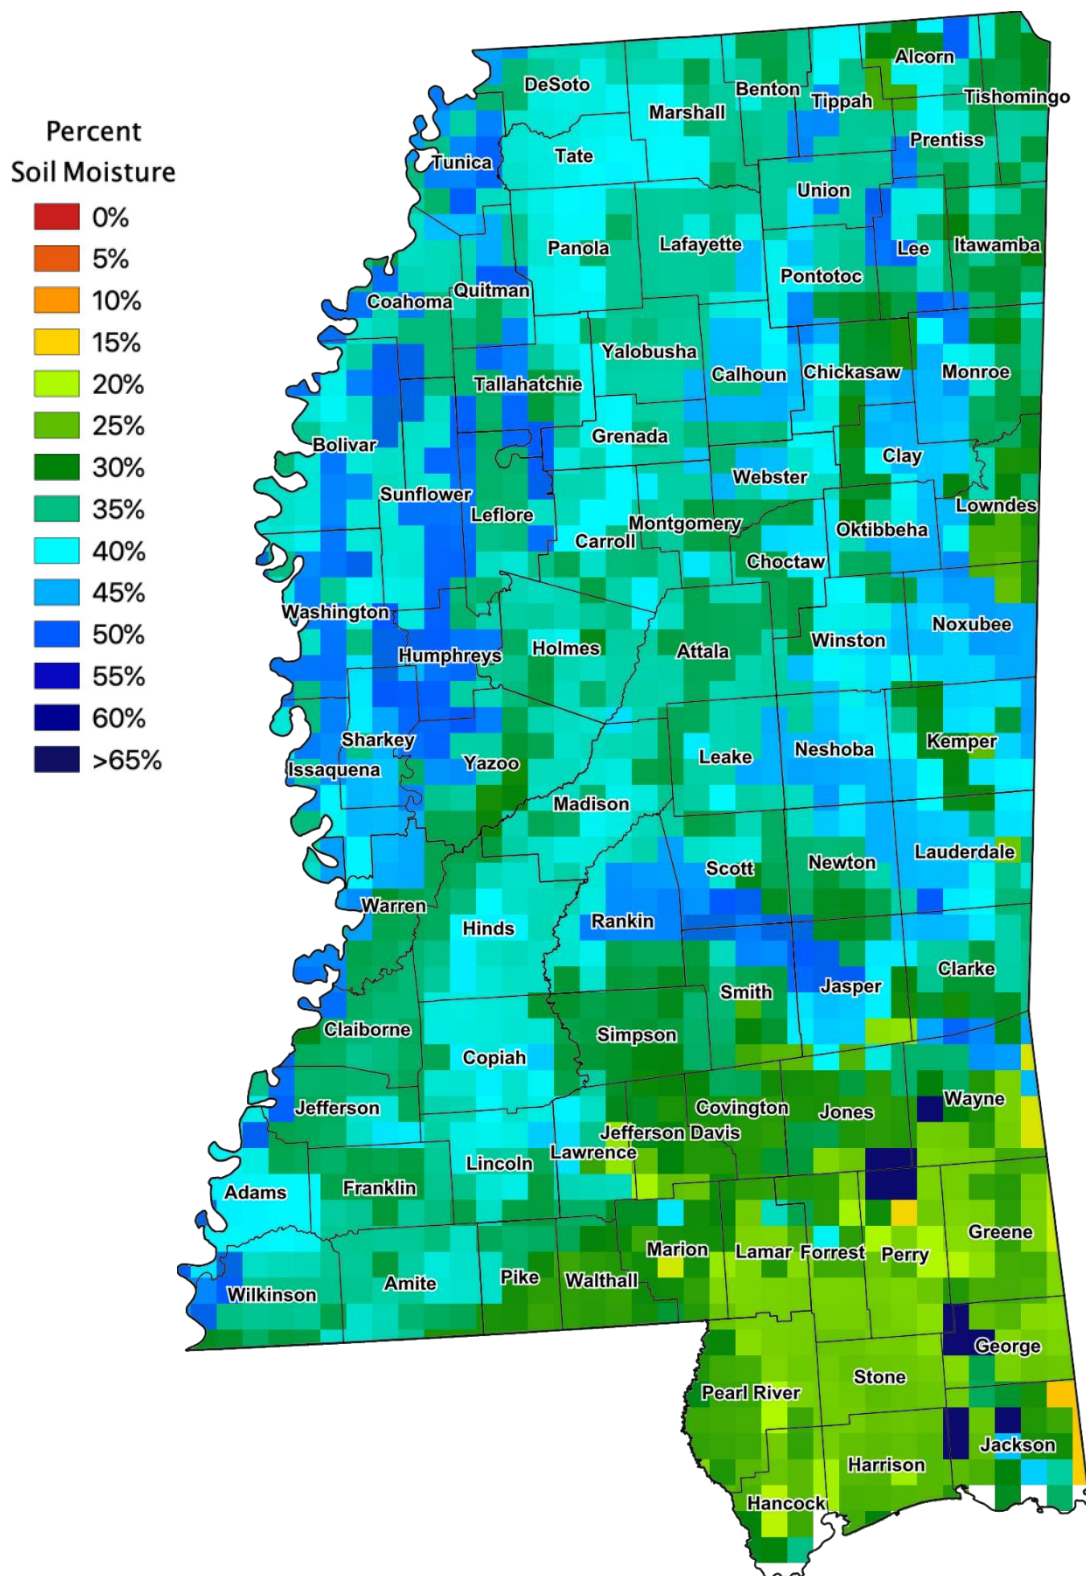 Percent
Soil Moisture
0%
5%
10%
15%
20%
25%
30%
35%
40%
45%
50%
55%
60%
>65%
Alcorn
DeSoto
Benton
Tippah
Tishomingo
Marshall
Prentiss
Tate
Tunica
Union
Panola
Lafayette
Lee
Itawamba
Pontotoc
Quitman
Coahoma
Yalobusha
Calhoun
Chickasaw
Monroe
Tallahatchie
Grenada
Bolivar
Clay
Webster
Sunflower
Leflore
Montgomery
Oktibbeha
Lowndes
Carroll
Choctaw
Washington
Noxubee
Winston
Holmes
Attala
Humphreys
Sharkey
Kemper
Neshoba
Leake
Issaquena
Yazoo
Madison
Lauderdale
Newton
Scott
Warren
Rankin
Hinds
Clarke
Smith
Jasper
Claiborne
Simpson
Copiah
Jefferson
Covington
Jones
Wayne
Jefferson Davis
Lawrence
Lincoln
Adams
Franklin
Greene
Marion
Lamar
Forrest
Perry
Pike
Walthall
Amite
Wilkinson
George
Stone
Pearl River
Jackson
Harrison
Hancock